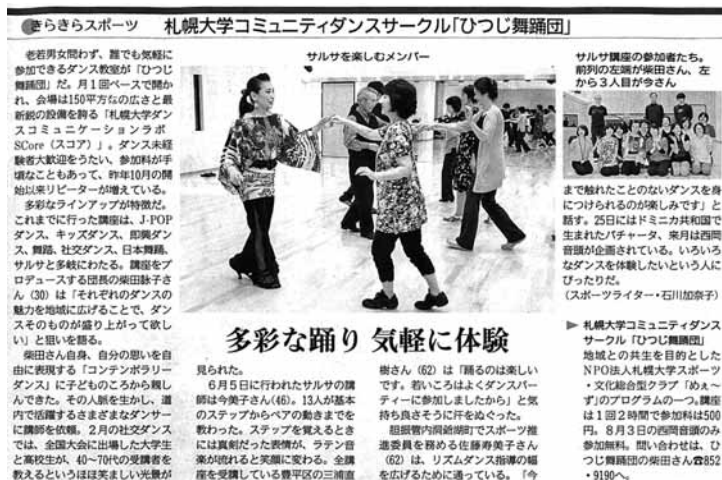 きらきらスポーツ
札幌大学コミュニティダンスサークル「ひつじ舞踊団」
老若男女問わず、誰でも気軽に
参加できるダンス教室が「ひつじ
舞踊団」だ。月1回ペースで開か
れ、会場は150平方㍍の広さと最
新鋭の設備を誇る「札幌大学ダン
スコミュニケーションラボ
SCore（スコア）」。ダンス未経
験者大歓迎をうたい、参加料が手
頃なこともあって、昨年10月の開
始以来リピーターが増えている。
多彩なラインアップが特徴だ。
これまでに行った講座は、J-POP
ダンス、キッズダンス、即興ダン
ス、舞踏、社交ダンス、日本舞踊、
サルサと多岐にわたる。講座をプ
ロデュースする団長の柴田詠子さ
ん（30）は「それぞれのダンスの
魅力を地域に広げることで、ダン
スそのものが盛り上がって欲し
い」と狙いを語る。
柴田さん自身、自分の思いを自
由に表現する「コンテンポラリー
ダンス」に子どものころから親し
んできた。その人脈を生かし、道
内で活躍するさまざまなダンサー
に講師を依頼。2月の社交ダンス
では、全国大会に出場した大学生
と高校生が、40〜70代の受講者を
教えるというほほ笑ましい光景が
サルサを楽しむメンバー
多彩な踊り 気軽に体験
見られた。
6月5日に行われたサルサの講
師は今美子さん(46)。13人が基本
のステップからペアの動きまでを
教わった。ステップを覚えるとき
には真剣だった表情が、ラテン音
楽が流れると笑顔に変わる。全講
座を受講している豊平区の三浦直
樹さん（62）は「踊るのは楽しい
です。若いころはよくダンスパー
ティーに参加しましたから」と気
持ち良さそうに汗をぬぐった。
胆振管内洞爺湖町でスポーツ推
進委員を務める佐藤寿美子さん
（62）は、リズムダンス指導の幅
を広げるために通っている。「今
サルサ講座の参加者たち。
前列の左端が柴田さん、左
から3人目が今さん
まで触れたことのないダンスを身
につけられるのが楽しみです」と
話す。25日にはドミニカ共和国で
生まれたバチャータ、来月は西岡
音頭が企画されている。いろいろ
なダンスを体験したいという人に
ぴったりだ。
（スポーツライター・石川加奈子）
▶ 札幌大学コミュニティダンス
サークル「ひつじ舞踊団」
地域との共生を目的とした
NPO法人札幌大学スポーツ
・文化総合型クラブ「めぇ〜
ず」のプログラムの一つ。講座
は1回2時間で参加料は500
円。8月3日の西岡音頭のみ
参加無料。問い合わせは、ひ
つじ舞踊団の柴田さん☎852
・9190へ。